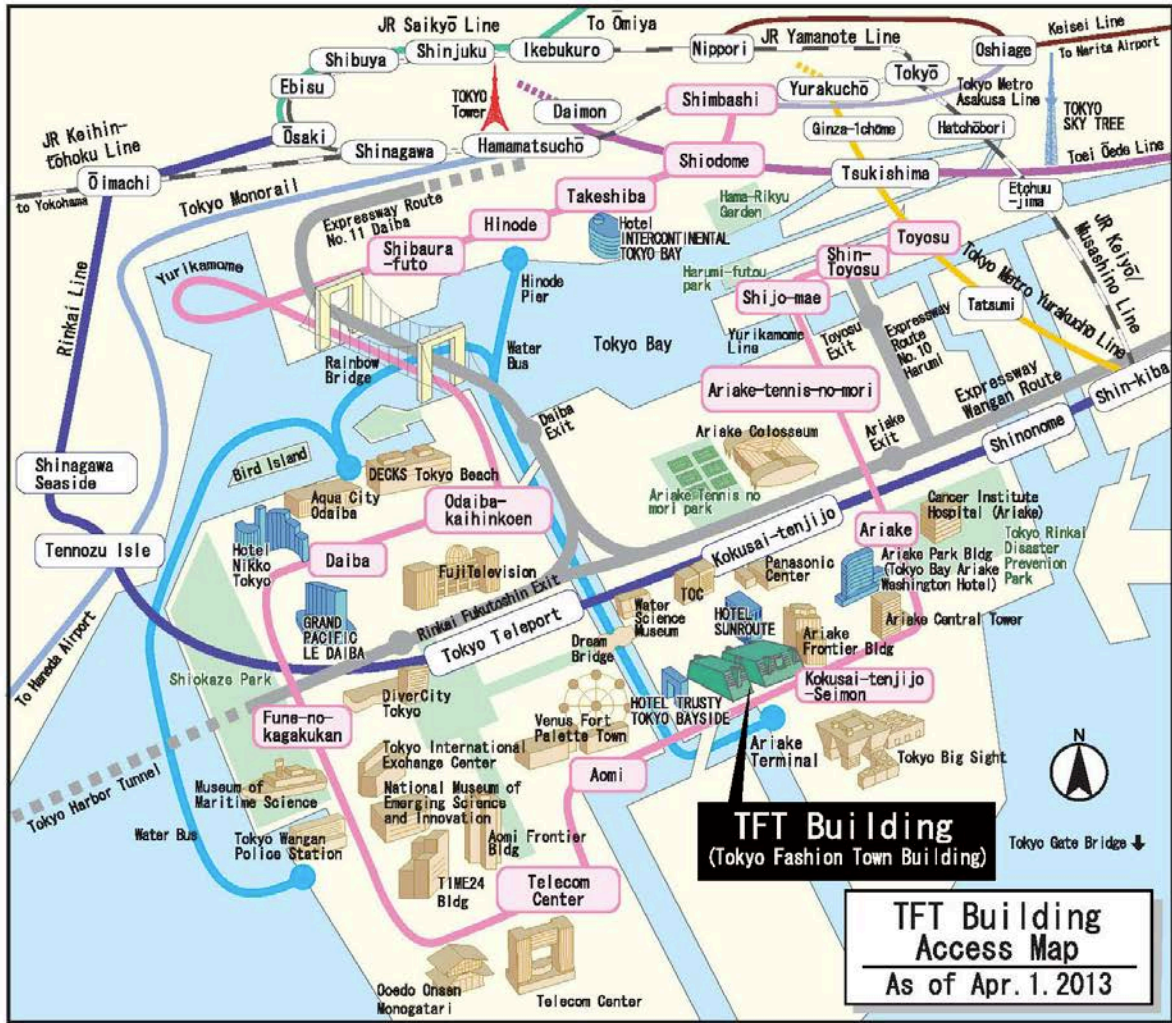 JR Saikyō Line
To Ōmiya
Keisei Line
To Narita Airport
Shibuya
Shinjuku
Ikebukuro
Nippori
JR Yamanote Line
Oshiage
Ebisu
TOKYO
Tower
Daimon
Shimbashi
Yurakuchō
Tōkyō
Tokyo Metro
Asakusa Line
TOKYO
SKY TREE
JR Keihin-
tōhoku Line
Ōsaki
Shinagawa
Hamamatsuchō
Ginza-1chōme
Hatchōbori
Ōimachi
to Yokohama
Tokyo Monorail
Shiodome
Tsukishima
Toei Ōedo Line
Etchuu
-jima
Expressway Route
No.11 Daiba
Takeshiba
Hinode
Shibaura
-futo
Hotel
INTERCONTINENTAL
TOKYO BAY
Hama-Rikyu
Garden
Harumi-futou
park
Shin-
Toyosu
Toyosu
JR Keiyō/
Musashino Line
Rinkai Line
Yurikamome
Hinode
Pier
Shijo-mae
Tatsumi
Tokyo Metro Yurakucho Line
Rainbow
Bridge
Water
Bus
Tokyo Bay
Yurikamome
Line
Toyosu
Exit
Expressway
Route
No.10
Harumi
Expressway
Wangan Route
Shin-kiba
Ariake-tennis-no-mori
Daiba
Exit
Ariake Colosseum
Ariake
Exit
Shinonome
Shinagawa
Seaside
Bird Island
DECKS Tokyo Beach
Aqua City
Odaiba
Odaiba-
kaihinkoen
Ariake Tennis no
mori park
Cancer Institute
Hospital (Ariake)
Tennozu Isle
Hotel
Nikko
Tokyo
Daiba
FujiTelevision
Kokusai-tenjijo
Ariake
Tokyo Rinkai
Disaster
Prevenion
Park
Panasonic
Center
Ariake Park Bldg
(Tokyo Bay Ariake
Washington Hotel)
GRAND
PACIFIC
LE DAIBA
Rinkai Fukutoshin Exit
Water
Science
Museum
TOC
HOTEL
SUNROUTE
Ariake Central Tower
To Haneda Airport
Tokyo Teleport
Dream
Bridge
Ariake
Frontier Bldg
Shiokaze Park
DiverCity
Tokyo
HOTEL TRUSTY
TOKYO BAYSIDE
Kokusai-tenjijo
-Seimon
Fune-no-
kagakukan
Venus Fort
Palette Town
Tokyo International
Exchange Center
Aomi
Ariake
Terminal
Tokyo Big Sight
N
Tokyo Harbor Tunnel
Museum of
Maritime Science
National Museum of
Emerging Science
and Innovation
TFT Building
(Tokyo Fashion Town Building)
Water Bus
Tokyo Wangan
Police Station
Aomi Frontier
Bldg
Tokyo Gate Bridge
TIME24
Bldg
Telecom
Center
Ooedo Onsen
Monogatari
Telecom Center
TFT Building
Access Map
As of Apr.1.2013